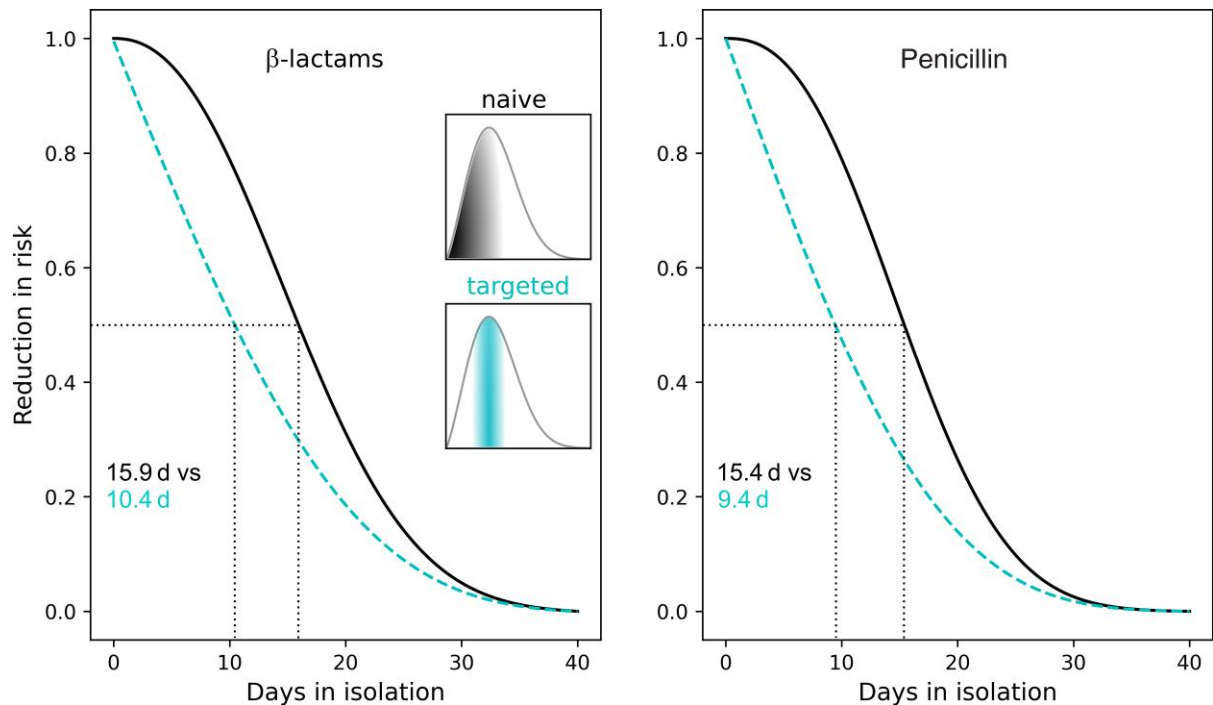 β-lactams
naive
targeted
15.9 d vs
10.4 d
Reduction in risk
1.0
0.8
0.6
0.4
0.2
0.0
0
10
20
30
40
Days in isolation
Penicillin
15.4 d vs
9.4 d
1.0
0.8
0.6
0.4
0.2
0.0
0
10
20
30
40
Days in isolation